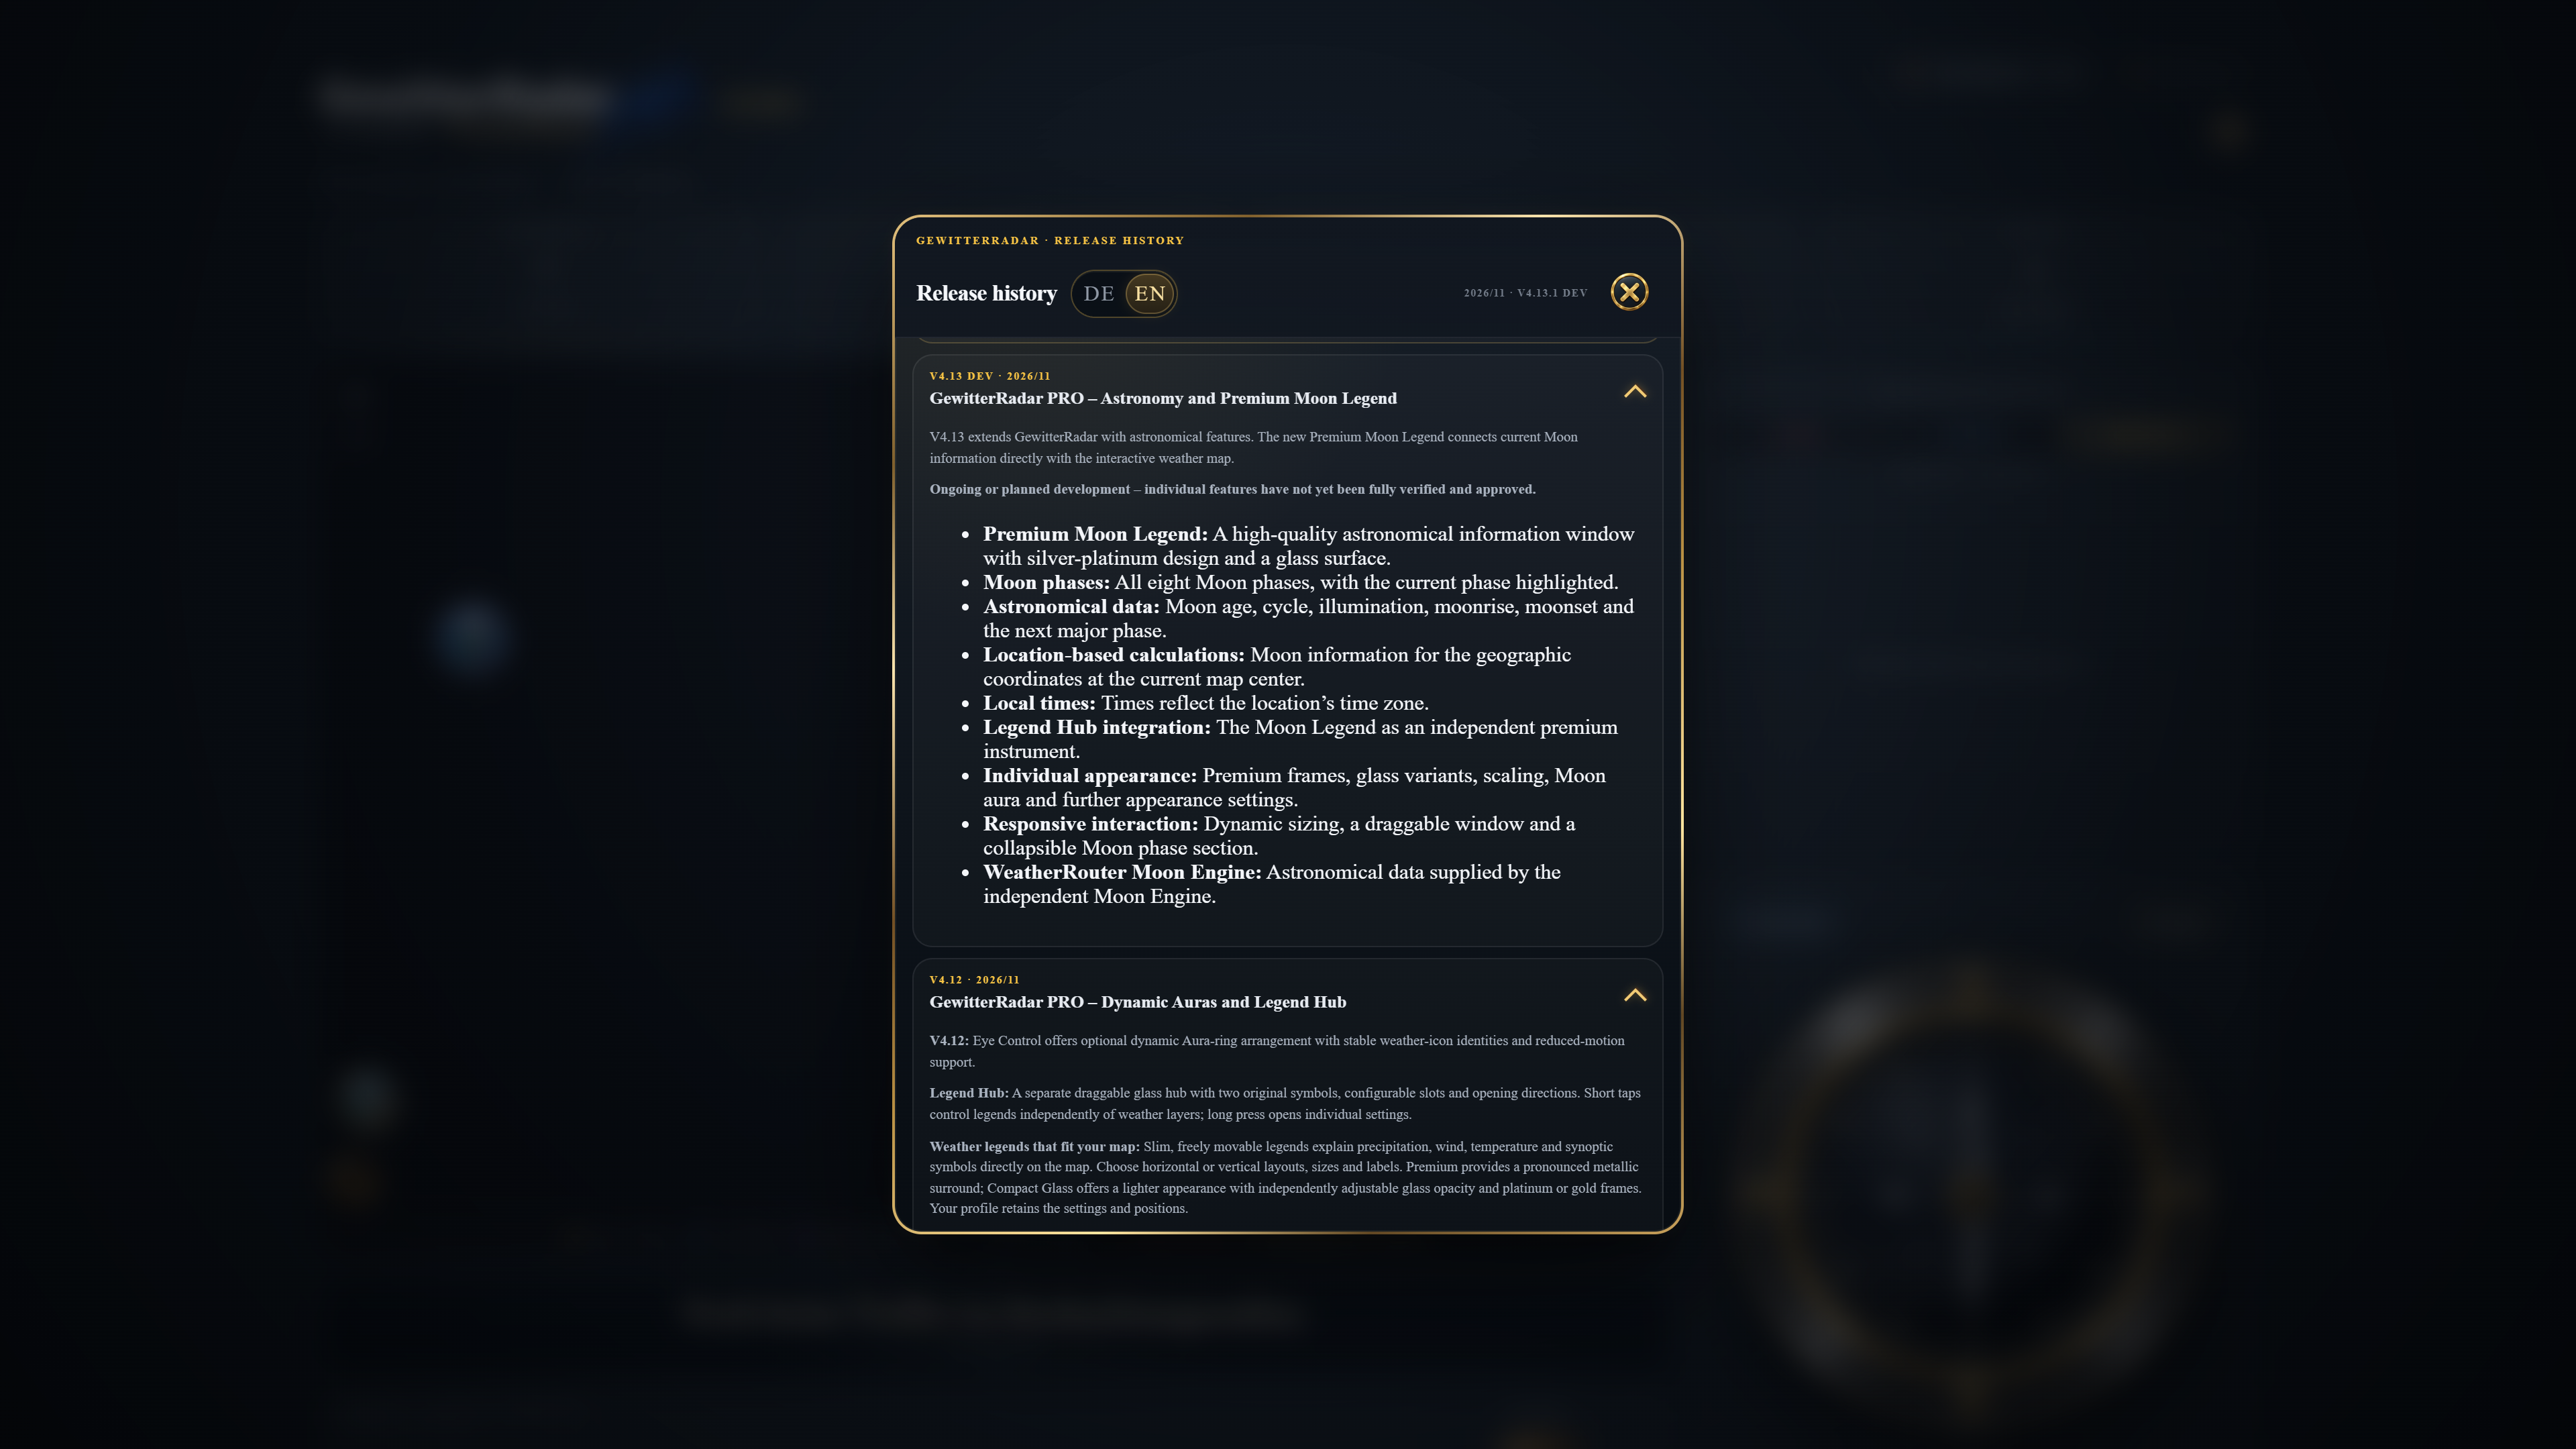 GEWITTERRADAR · RELEASE HISTORY
Release history
DE EN
2026/11 · V4.13.1 DEV
V4.13 DEV · 2026/11
GewitterRadar PRO – Astronomy and Premium Moon Legend
V4.13 extends GewitterRadar with astronomical features. The new Premium Moon Legend connects current Moon
information directly with the interactive weather map.
Ongoing or planned development – individual features have not yet been fully verified and approved.
• Premium Moon Legend: A high-quality astronomical information window
with silver-platinum design and a glass surface.
• Moon phases: All eight Moon phases, with the current phase highlighted.
• Astronomical data: Moon age, cycle, illumination, moonrise, moonset and
the next major phase.
• Location-based calculations: Moon information for the geographic
coordinates at the current map center.
• Local times: Times reflect the location’s time zone.
• Legend Hub integration: The Moon Legend as an independent premium
instrument.
• Individual appearance: Premium frames, glass variants, scaling, Moon
aura and further appearance settings.
• Responsive interaction: Dynamic sizing, a draggable window and a
collapsible Moon phase section.
• WeatherRouter Moon Engine: Astronomical data supplied by the
independent Moon Engine.
V4.12 · 2026/11
GewitterRadar PRO – Dynamic Auras and Legend Hub
V4.12: Eye Control offers optional dynamic Aura-ring arrangement with stable weather-icon identities and reduced-motion
support.
Legend Hub: A separate draggable glass hub with two original symbols, configurable slots and opening directions. Short taps
control legends independently of weather layers; long press opens individual settings.
Weather legends that fit your map: Slim, freely movable legends explain precipitation, wind, temperature and synoptic
symbols directly on the map. Choose horizontal or vertical layouts, sizes and labels. Premium provides a pronounced metallic
surround; Compact Glass offers a lighter appearance with independently adjustable glass opacity and platinum or gold frames.
Your profile retains the settings and positions.